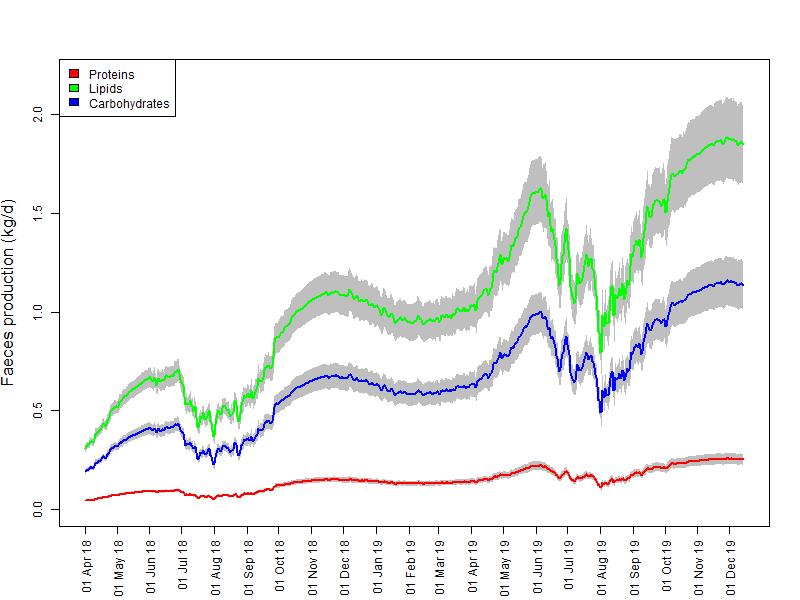 Proteins
Lipids
Carbohydrates
Faeces production (kg/d)
2.0
1.5
1.0
0.5
0.0
01 Apr 18
01 May 18
01 Jun 18
01 Jul 18
01 Aug 18
01 Sep 18
01 Oct 18
01 Nov 18
01 Dec 18
01 Jan 19
01 Feb 19
01 Mar 19
01 Apr 19
01 May 19
01 Jun 19
01 Jul 19
01 Aug 19
01 Sep 19
01 Oct 19
01 Nov 19
01 Dec 19